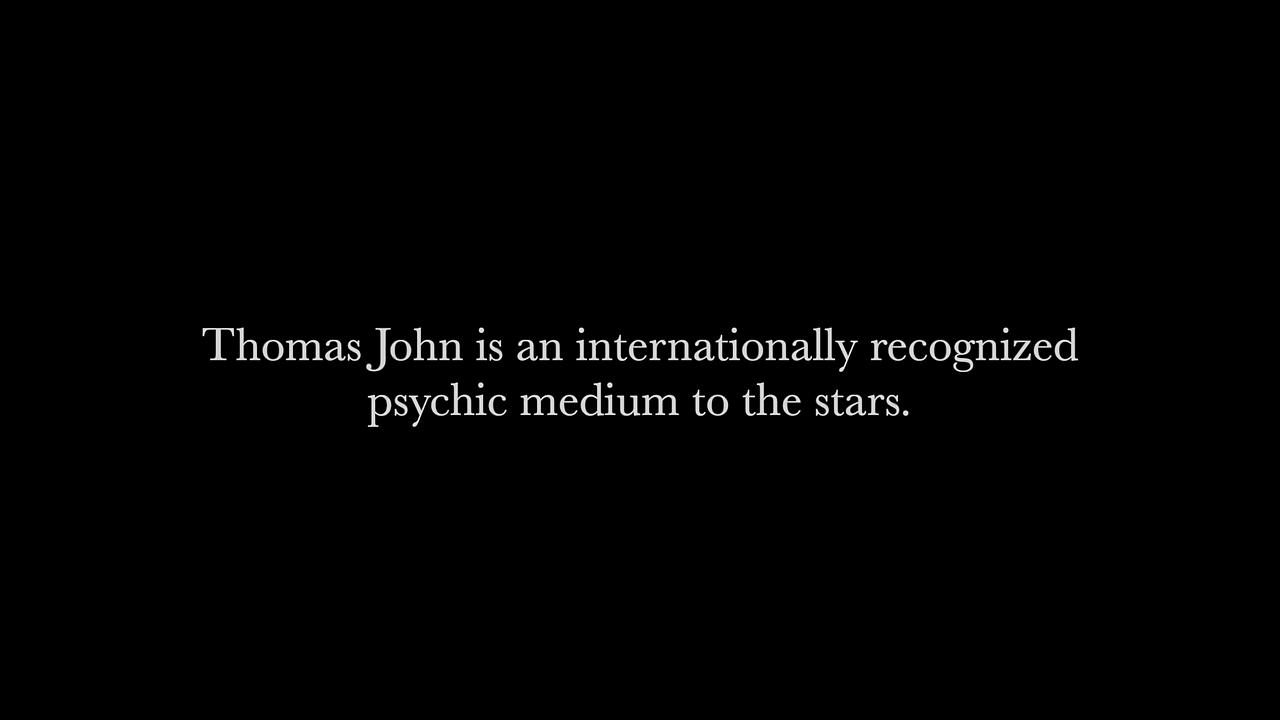 Thomas John is an internationally recognized
psychic medium to the stars.